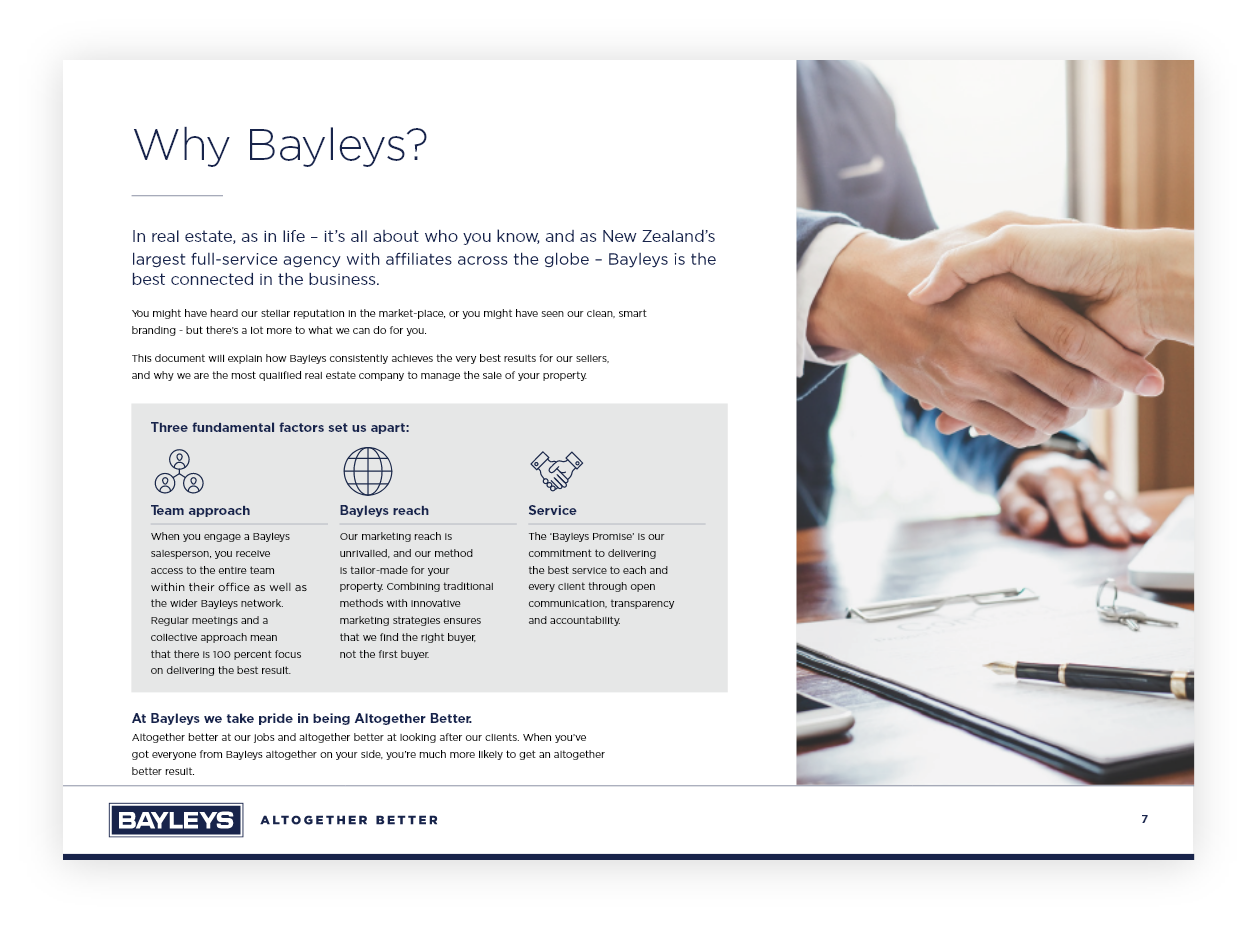 Why Bayleys?
In real estate, as in life – it's all about who you know, and as New Zealand's
largest full-service agency with affiliates across the globe – Bayleys is the
best connected in the business.
You might have heard our stellar reputation in the market-place, or you might have seen our clean, smart
branding - but there's a lot more to what we can do for you.
This document will explain how Bayleys consistently achieves the very best results for our sellers,
and why we are the most qualified real estate company to manage the sale of your property.
Three fundamental factors set us apart:
Team approach
When you engage a Bayleys
salesperson, you receive
access to the entire team
within their office as well as
the wider Bayleys network.
Regular meetings and a
collective approach mean
that there is 100 percent focus
on delivering the best result.
Bayleys reach
Our marketing reach is
unrivalled, and our method
is tailor-made for your
property. Combining traditional
methods with innovative
marketing strategies ensures
that we find the right buyer,
not the first buyer.
Service
The 'Bayleys Promise' is our
commitment to delivering
the best service to each and
every client through open
communication, transparency
and accountability.
At Bayleys we take pride in being Altogether Better.
Altogether better at our jobs and altogether better at looking after our clients. When you've
got everyone from Bayleys altogether on your side, you're much more likely to get an altogether
better result.
BAYLEYS ALTOGETHER BETTER
7